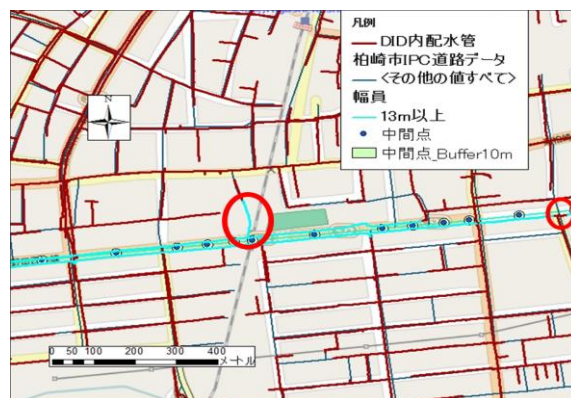 凡例
DID内配水管
柏崎市IPC道路データ
<その他の値すべて>
幅員
13m以上
中間点
中間点_Buffer10m
N
0 50 100 200 300 400
メートル